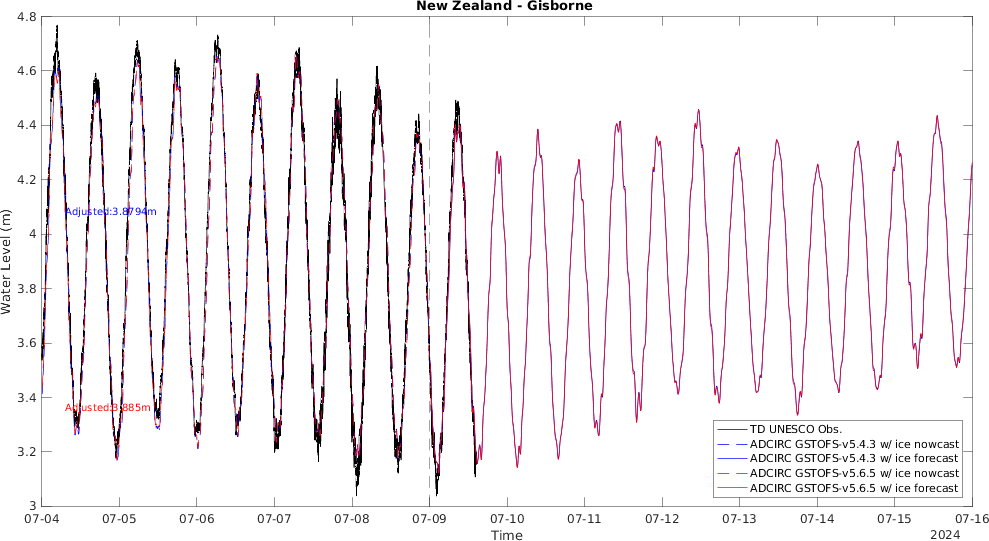 New Zealand - Gisborne
4.8
4.6
4.4
4.2
4
3.8
3.6
3.4
3.2
3
Water Level (m)
Adjusted:3.8794m
Adjusted:3.885m
TD UNESCO Obs.
ADCIRC GSTOFS-v5.4.3 w/ ice nowcast
ADCIRC GSTOFS-v5.4.3 w/ ice forecast
ADCIRC GSTOFS-v5.6.5 w/ ice nowcast
ADCIRC GSTOFS-v5.6.5 w/ ice forecast
07-04 07-05 07-06 07-07 07-08 07-09 07-10 07-11 07-12 07-13 07-14 07-15 07-16
Time
2024